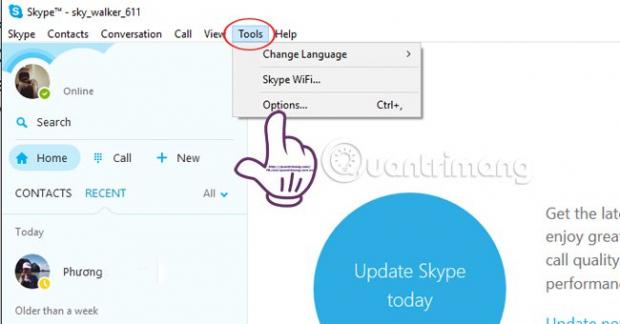 Skype™ - sky_walker_611
Skype Contacts Conversation Call View Tools Help
Change Language
Skype WiFi...
Options... Ctrl+,
Online
Search
Home Call New
CONTACTS RECENT All
Today
Phương
Older than a week
Quantrimang
Update Skype
today
Get the late
enjoy great
call quality
performan
Update now